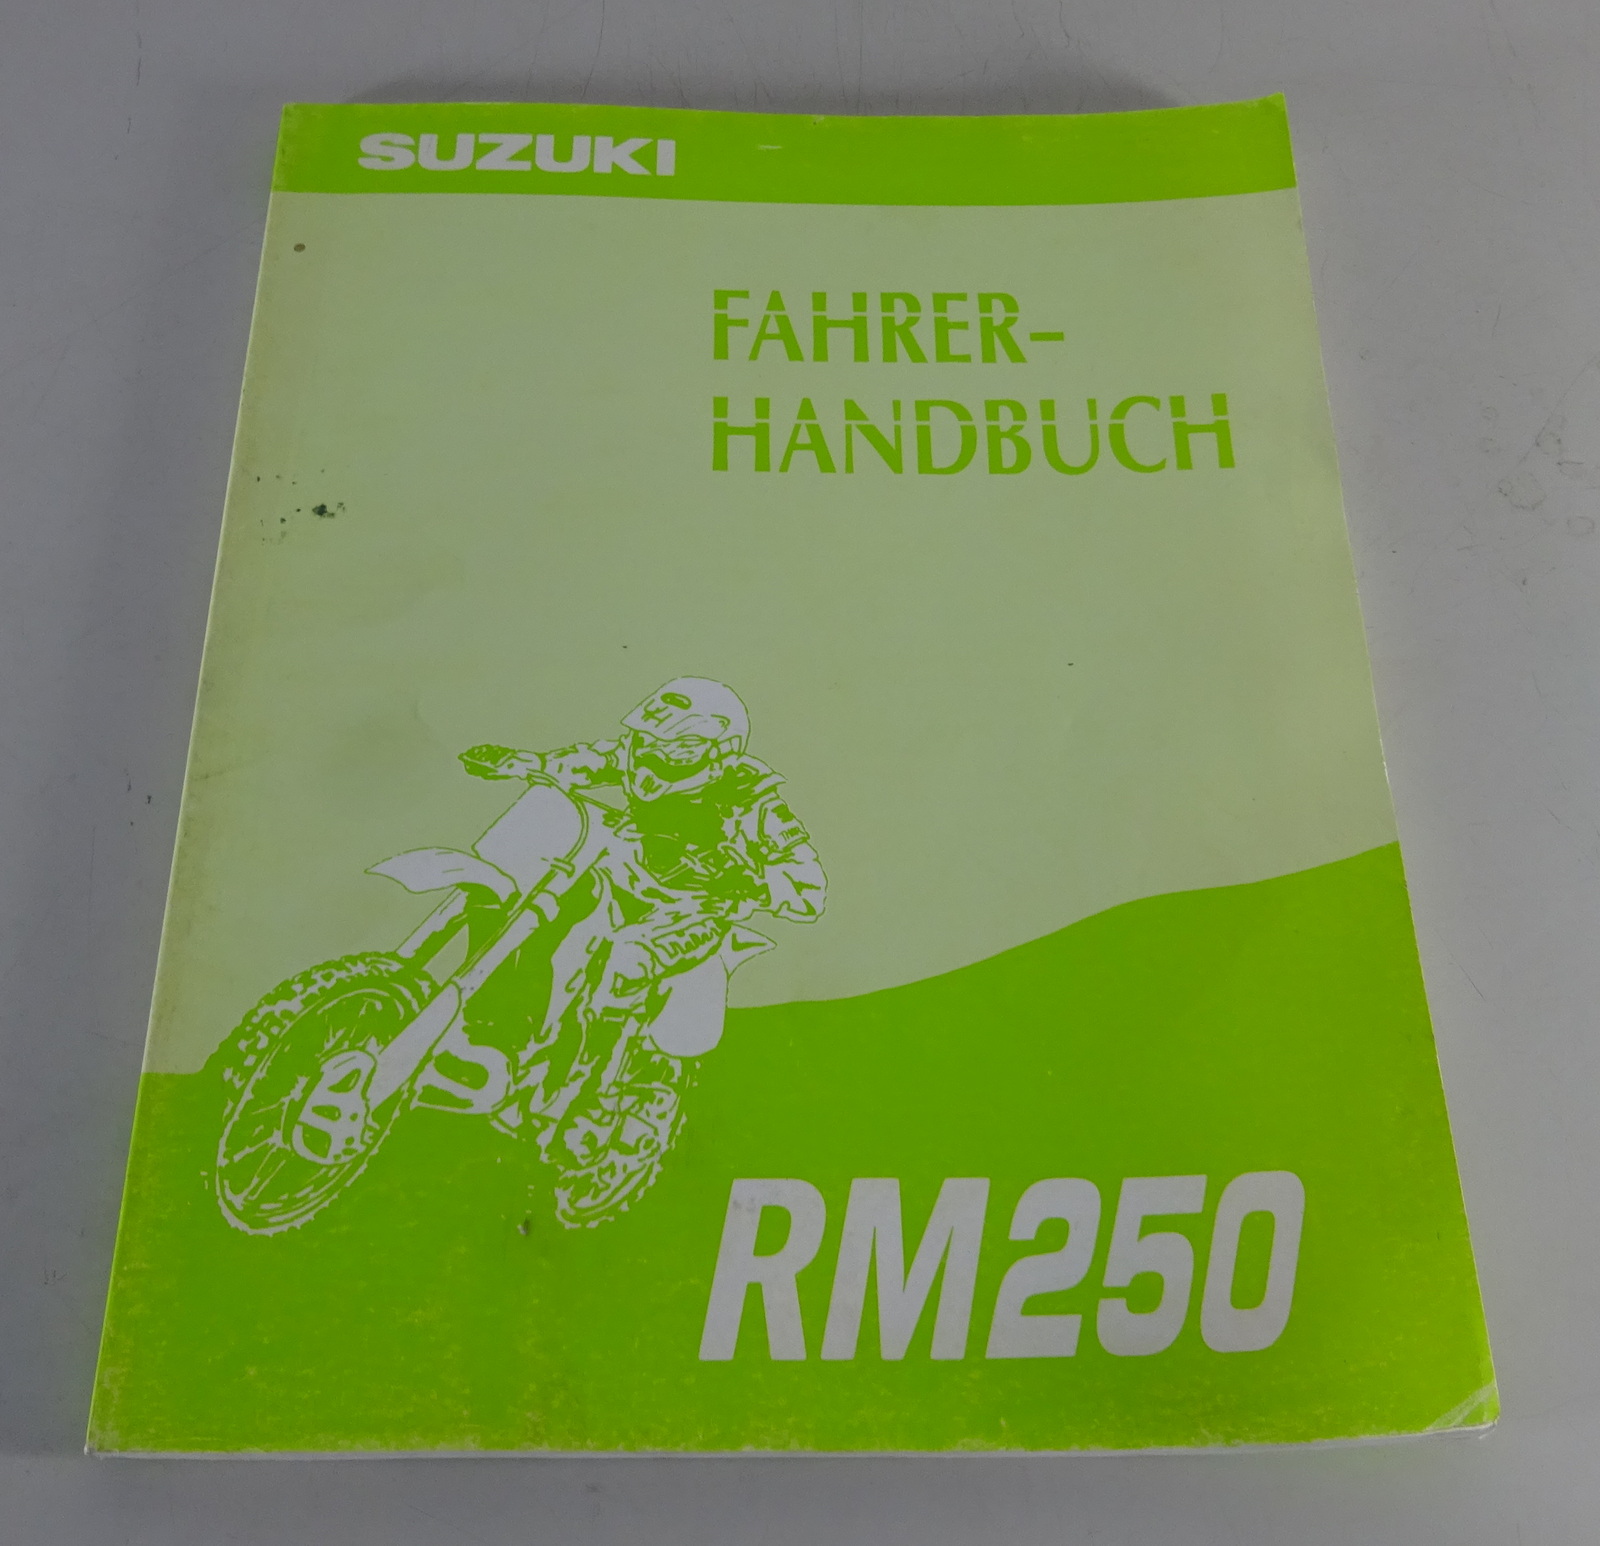 SUZUKI
FAHRER-
HANDBUCH
RM250